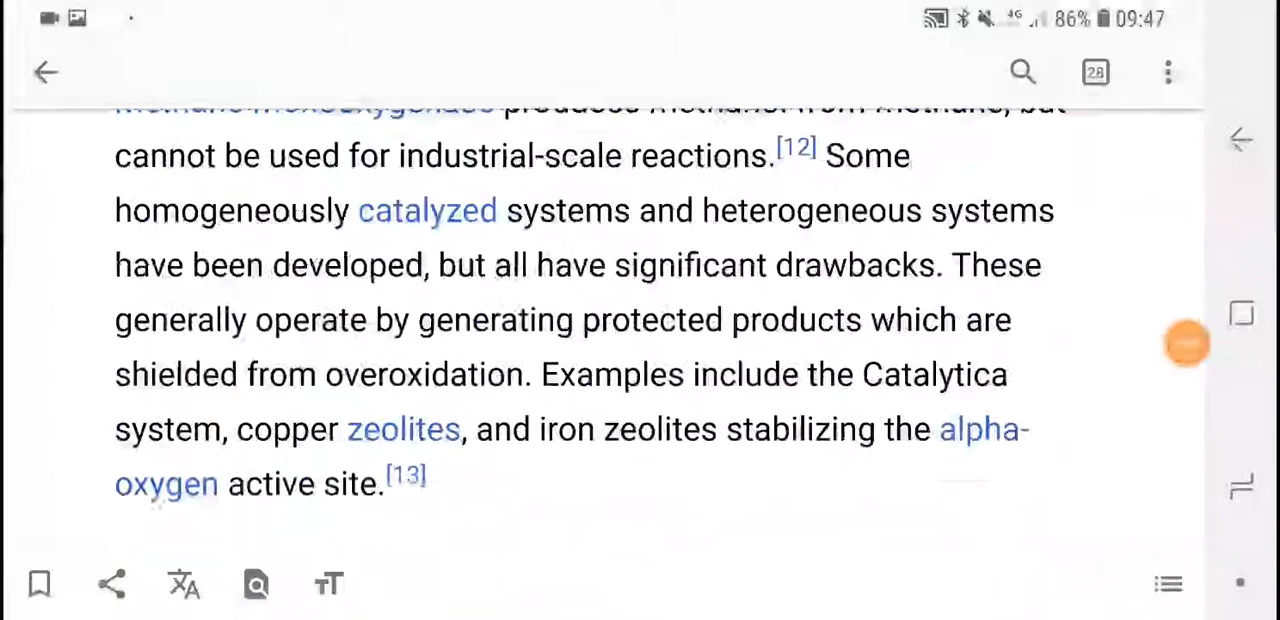 4G 86% 09:47
28
cannot be used for industrial-scale reactions.[12] Some
homogeneously catalyzed systems and heterogeneous systems
have been developed, but all have significant drawbacks. These
generally operate by generating protected products which are
shielded from overoxidation. Examples include the Catalytica
system, copper zeolites, and iron zeolites stabilizing the alpha-
oxygen active site.[13]